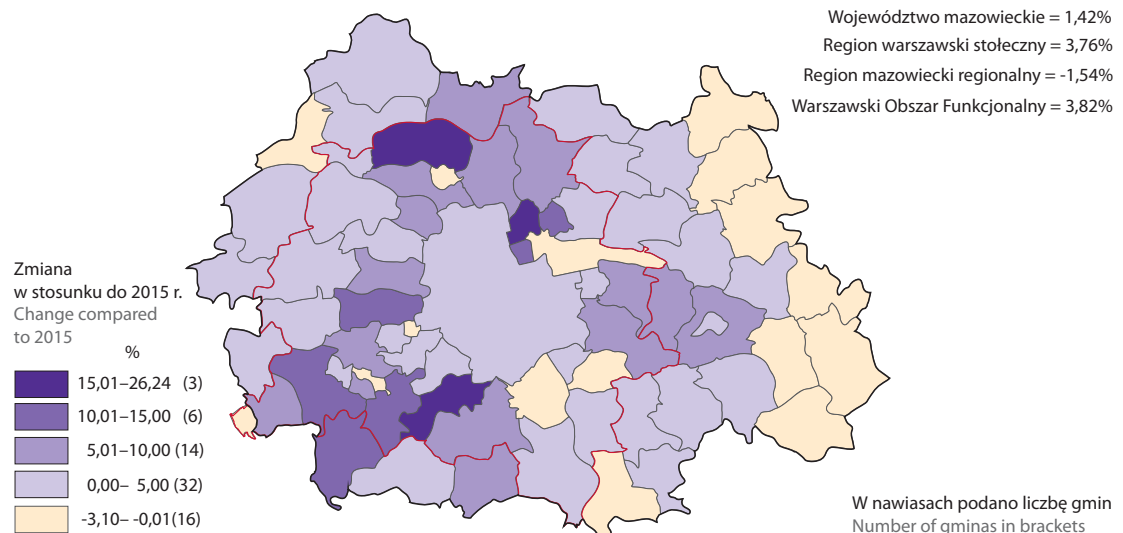 Województwo mazowieckie = 1,42%
Region warszawski stołeczny = 3,76%
Region mazowiecki regionalny = -1,54%
Warszawski Obszar Funkcjonalny = 3,82%
Zmiana
w stosunku do 2015 r.
Change compared
to 2015
%
15,01–26,24 (3)
10,01–15,00 (6)
5,01–10,00 (14)
0,00– 5,00 (32)
-3,10– -0,01(16)
W nawiasach podano liczbę gmin
Number of gminas in brackets